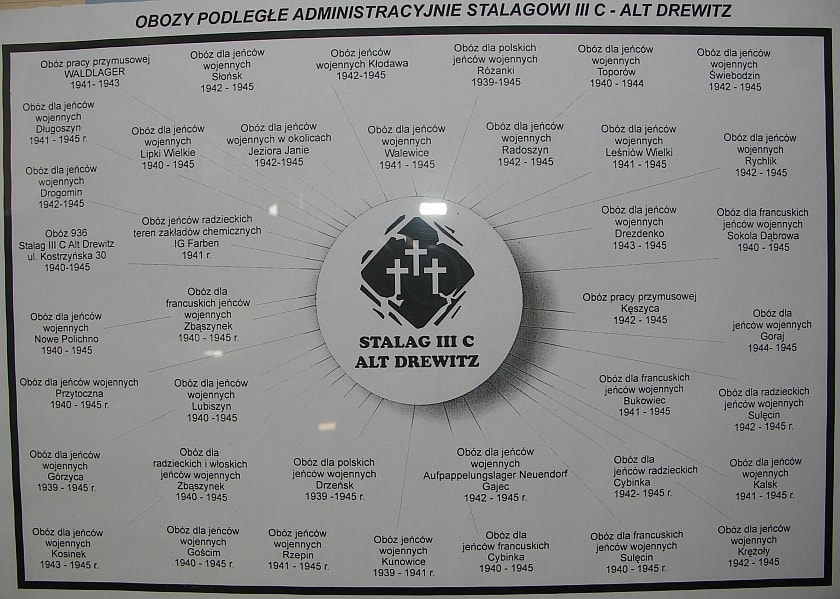 OBOZY PODLEGŁE ADMINISTRACYJNIE STALAGOWI III C - ALT DREWITZ
Obóz pracy przymusowej
WALDLAGER
1941- 1943
Obóz dla jeńców
wojennych
Słońsk
1942 - 1945
Obóz jeńców
wojennych Kłodawa
1942-1945
Obóz dla polskich
jeńców wojennych
Różanki
1939-1945
Obóz dla jeńców
wojennych
Toporów
1940 - 1944
Obóz dla jeńców
wojennych
Świebodzin
1942 - 1945
Obóz dla jeńców
wojennych
Długoszyn
1941 - 1945 r.
Obóz dla jeńców
wojennych
Lipki Wielkie
1940 - 1945
Obóz dla jeńców
wojennych w okolicach
Jeziora Janie
1942-1945
Obóz dla jeńców
wojennych
Walewice
1941 - 1945
Obóz dla jeńców
wojennych
Radoszyn
1942 - 1945
Obóz dla jeńców
wojennych
Leśniów Wielki
1941 - 1945
Obóz dla jeńców
wojennych
Rychlik
1942 - 1945
Obóz dla jeńców
wojennych
Drogomin
1942-1945
Obóz 936
Stalag III C Alt Drewitz
ul. Kostrzyńska 30
1940-1945
Obóz jeńców radzieckich
teren zakładów chemicznych
IG Farben
1941 r.
Obóz dla jeńców
wojennych
Drezdenko
1943 - 1945
Obóz dla francuskich
jeńców wojennych
Sokola Dąbrowa
1940 - 1945
Obóz dla jeńców
wojennych
Nowe Polichno
1940 - 1945
Obóz dla
francuskich jeńców
wojennych
Zbąszynek
1940 - 1945 r.
STALAG III C
ALT DREWITZ
Obóz pracy przymusowej
Kęszyca
1942 - 1945
Obóz dla
jeńców wojennych
Goraj
1944- 1945
Obóz dla jeńców wojennych
Przytoczna
1940 - 1945 r.
Obóz dla jeńców
wojennych
Lubiszyn
1940 -1945
Obóz dla francuskich
jeńców wojennych
Bukowiec
1941 - 1945
Obóz dla radzieckich
jeńców wojennych
Sulęcin
1942 - 1945 r.
Obóz dla jeńców
wojennych
Górzyca
1939 - 1945 r.
Obóz dla
radzieckich i włoskich
jeńców wojennych
Zbąszynek
1940 - 1945
Obóz dla polskich
jeńców wojennych
Drzeńsk
1939 -1945 r.
Obóz dla jeńców
wojennych
Aufpappelungslager Neuendorf
Gajec
1942 - 1945 r.
Obóz dla
jeńców radzieckich
Cybinka
1942- 1945 r.
Obóz dla jeńców
wojennych
Kalsk
1941 - 1945 r.
Obóz dla jeńców
wojennych
Kosinek
1943 - 1945 r.
Obóz dla jeńców
wojennych
Gościm
1940 - 1945 r.
Obóz jeńców
wojennych
Rzepin
1941 - 1945 r.
Obóz jeńców
wojennych
Kunowice
1939 - 1941 r.
Obóz dla
jeńców francuskich
Cybinka
1940 - 1945
Obóz dla francuskich
jeńców wojennych
Sulęcin
1940 - 1945 r.
Obóz dla jeńców
wojennych
Krężoły
1942 - 1945